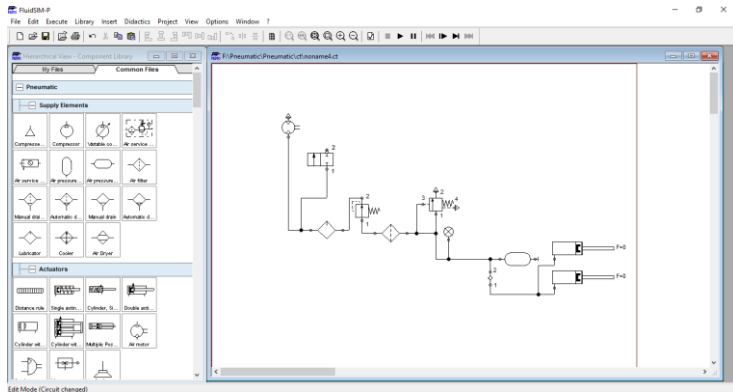 FluidSIM-P
File Edit Execute Library Insert Didactics Project View Options Window ?
Hierarchical View - Component Library
F:\Pneumatic\Pneumatic\ct\noname4.ct
My Files Common Files
Pneumatic
Supply Elements
Compresse... Compressor Variable co... Air service ...
Air service ... Air pressure... Air pressure... Air filter
Manual drai... Automatic d... Manual drain Automatic d...
Lubricator Cooler Air Dryer
Actuators
Distance rule Single actin... Cylinder, Si... Double acti...
Cylinder wit... Cylinder wit... Multiple Pos... Air motor
2
1
2
1
2
3 4
1
2
1
F=0
F=0
Edit Mode (Circuit changed)